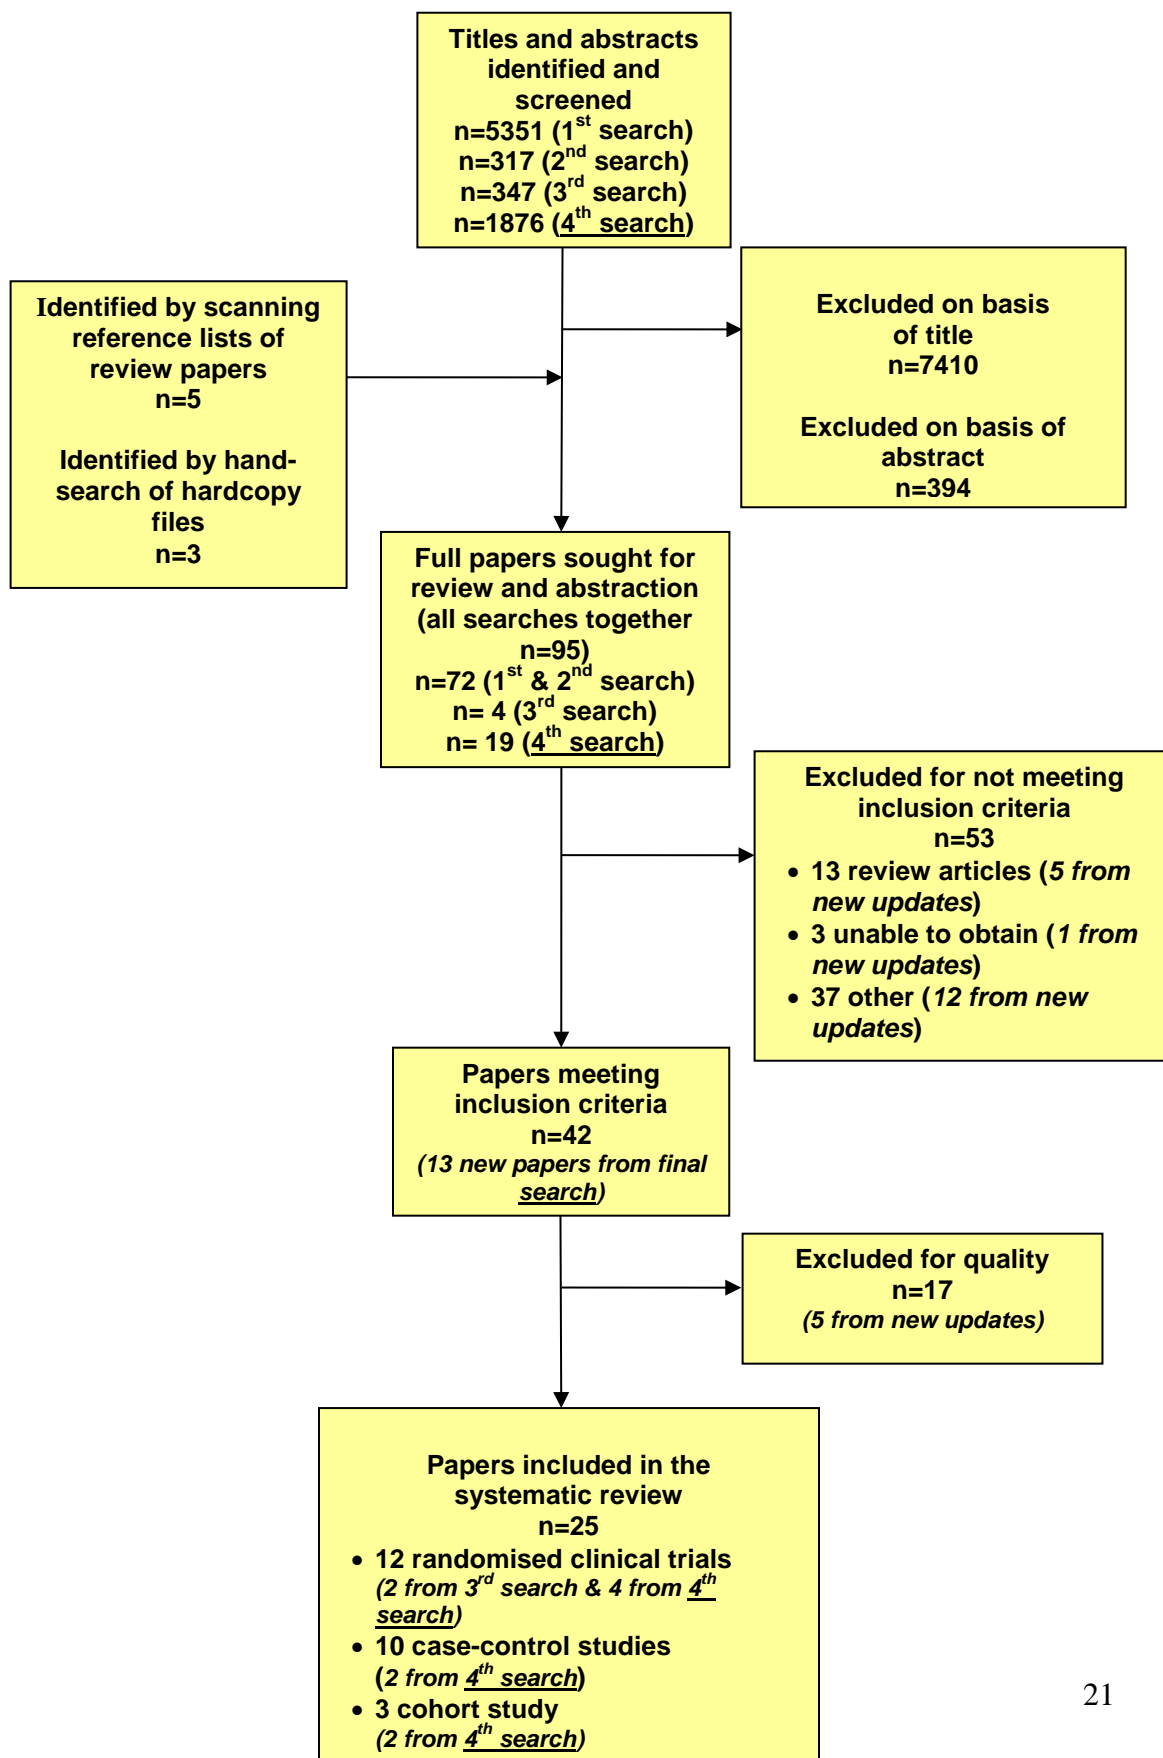 Titles and abstracts
identified and
screened
n=5351 (1st search)
n=317 (2nd search)
n=347 (3rd search)
n=1876 (4th search)
Identified by scanning
reference lists of
review papers
n=5
Identified by hand-
search of hardcopy
files
n=3
Excluded on basis
of title
n=7410
Excluded on basis of
abstract
n=394
Full papers sought for
review and abstraction
(all searches together
n=95)
n=72 (1st & 2nd search)
n= 4 (3rd search)
n= 19 (4th search)
Excluded for not meeting
inclusion criteria
n=53
• 13 review articles (5 from
new updates)
• 3 unable to obtain (1 from
new updates)
• 37 other (12 from new
updates)
Papers meeting
inclusion criteria
n=42
(13 new papers from final
search)
Excluded for quality
n=17
(5 from new updates)
Papers included in the
systematic review
n=25
• 12 randomised clinical trials
(2 from 3rd search & 4 from 4th
search)
• 10 case-control studies
(2 from 4th search)
• 3 cohort study
(2 from 4th search)
21